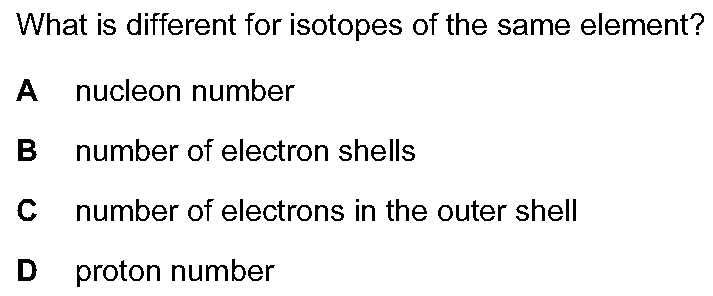 What is different for isotopes of the same element?
A nucleon number
B number of electron shells
C number of electrons in the outer shell
D proton number